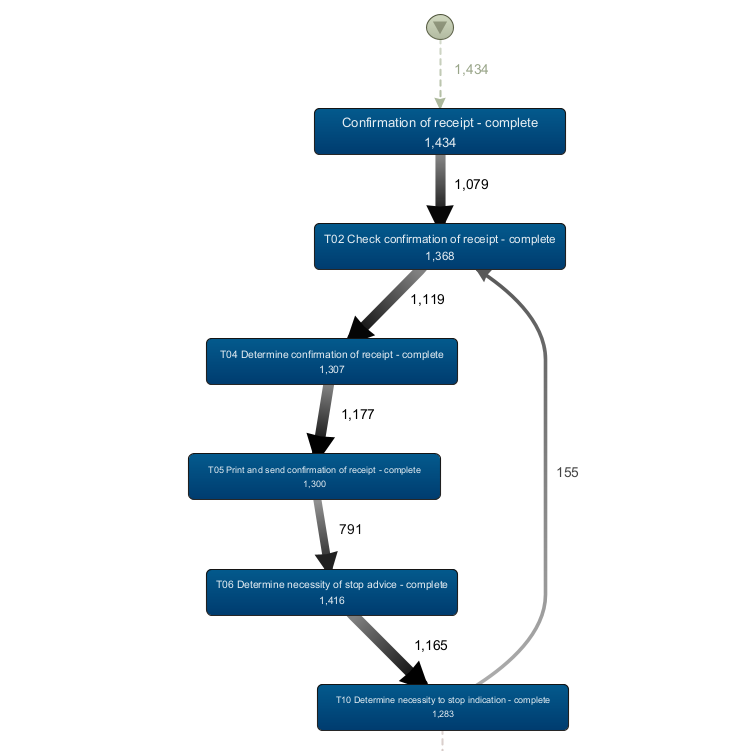 1,434
Confirmation of receipt - complete
1,434
1,079
T02 Check confirmation of receipt - complete
1,368
1,119
T04 Determine confirmation of receipt - complete
1,307
1,177
T05 Print and send confirmation of receipt - complete
1,300
155
791
T06 Determine necessity of stop advice - complete
1,416
1,165
T10 Determine necessity to stop indication - complete
1,283